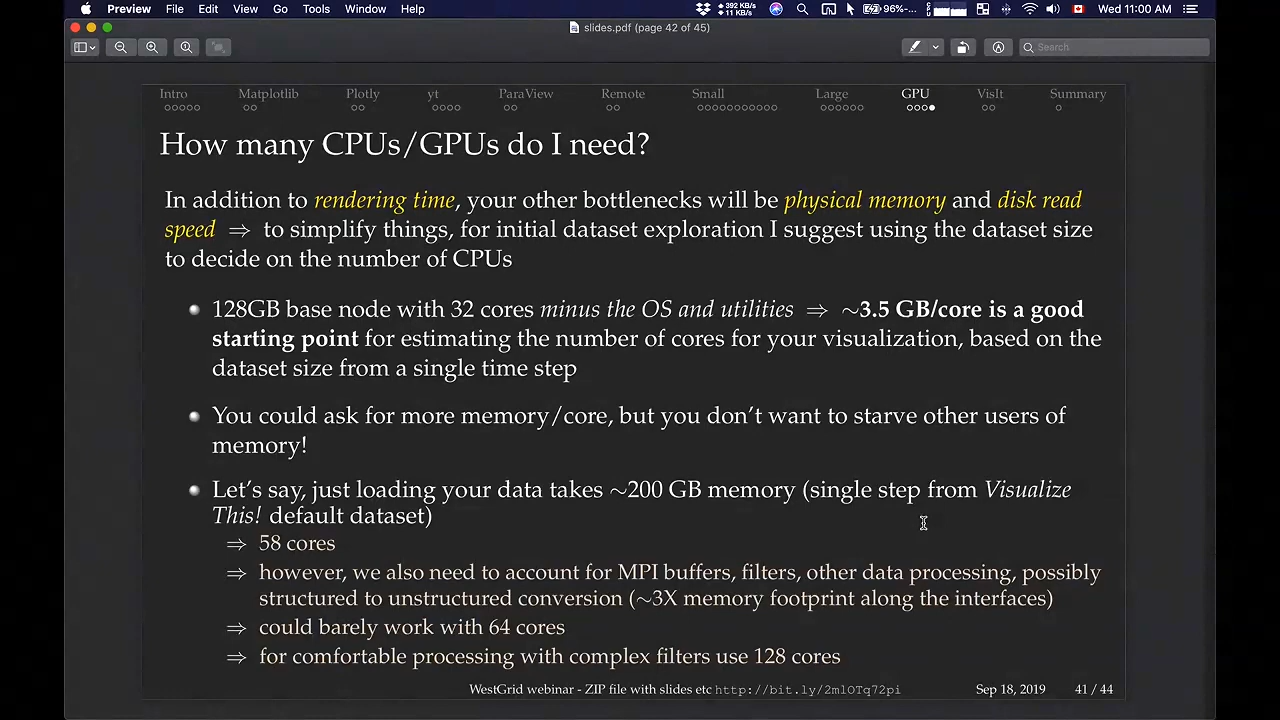 Preview File Edit View Go Tools Window Help 392 KB/s 11 KB/s 96% Wed 11:00 AM
slides.pdf (page 42 of 45)
Search
Intro Matplotlib Plotly yt ParaView Remote Small Large GPU VisIt Summary
How many CPUs/GPUs do I need?
In addition to rendering time, your other bottlenecks will be physical memory and disk read
speed ⇒ to simplify things, for initial dataset exploration I suggest using the dataset size
to decide on the number of CPUs
128GB base node with 32 cores minus the OS and utilities ⇒ ~3.5 GB/core is a good
starting point for estimating the number of cores for your visualization, based on the
dataset size from a single time step
You could ask for more memory/core, but you don't want to starve other users of
memory!
Let's say, just loading your data takes ~200 GB memory (single step from Visualize
This! default dataset)
⇒ 58 cores
⇒ however, we also need to account for MPI buffers, filters, other data processing, possibly
structured to unstructured conversion (~3X memory footprint along the interfaces)
⇒ could barely work with 64 cores
⇒ for comfortable processing with complex filters use 128 cores
WestGrid webinar - ZIP file with slides etc http://bit.ly/2mlOTq72pi Sep 18, 2019 41 / 44